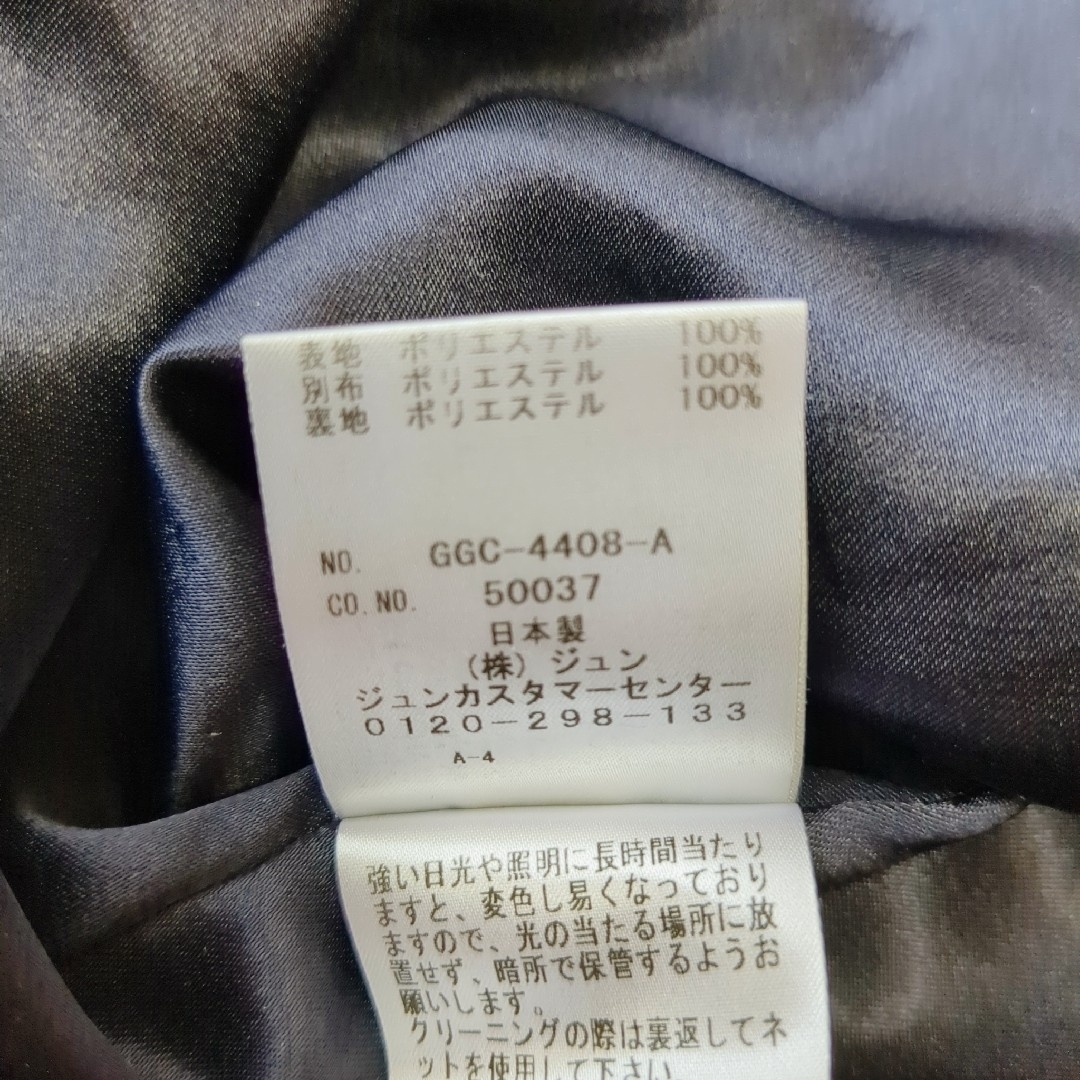 表地 ポリエステル 100%
別布 ポリエステル 100%
裏地 ポリエステル 100%
NO. GGC-4408-A
CO.NO. 50037
日本製
(株) ジュン
ジュンカスタマーセンター
0120-298-133
A-4
強い日光や照明に長時間当たり
ますと、変色し易くなっており
ますので、光の当たる場所に放
置せず、暗所で保管するようお
願いします。
クリーニングの際は裏返してネ
ットを使用して下さい。